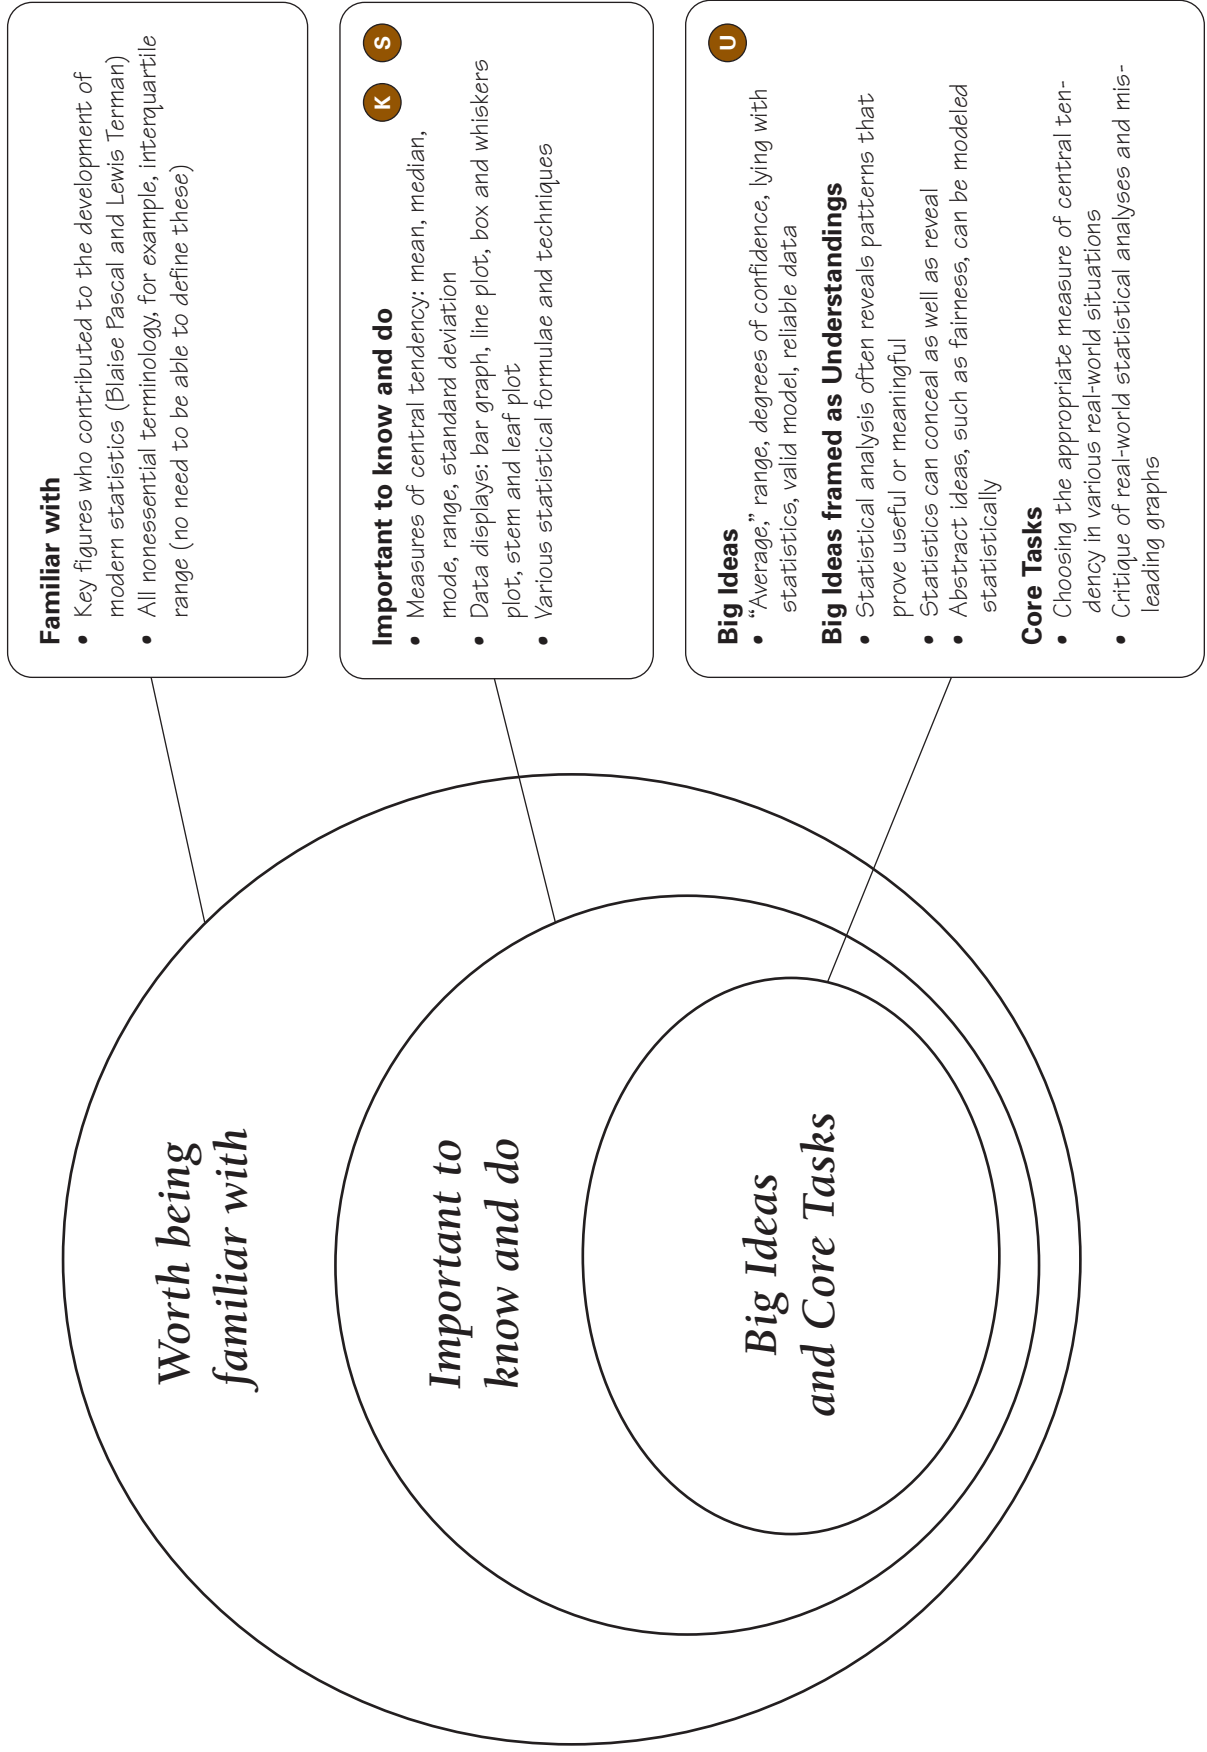 Worth being
familiar with
Important to
know and do
Big Ideas
and Core Tasks
Familiar with
• Key figures who contributed to the development of
modern statistics (Blaise Pascal and Lewis Terman)
• All nonessential terminology, for example, interquartile
range (no need to be able to define these)
K S
Important to know and do
• Measures of central tendency: mean, median,
mode, range, standard deviation
• Data displays: bar graph, line plot, box and whiskers
plot, stem and leaf plot
• Various statistical formulae and techniques
U
Big Ideas
• “Average,” range, degrees of confidence, lying with
statistics, valid model, reliable data
Big Ideas framed as Understandings
• Statistical analysis often reveals patterns that
prove useful or meaningful
• Statistics can conceal as well as reveal
• Abstract ideas, such as fairness, can be modeled
statistically
Core Tasks
• Choosing the appropriate measure of central ten-
dency in various real-world situations
• Critique of real-world statistical analyses and mis-
leading graphs